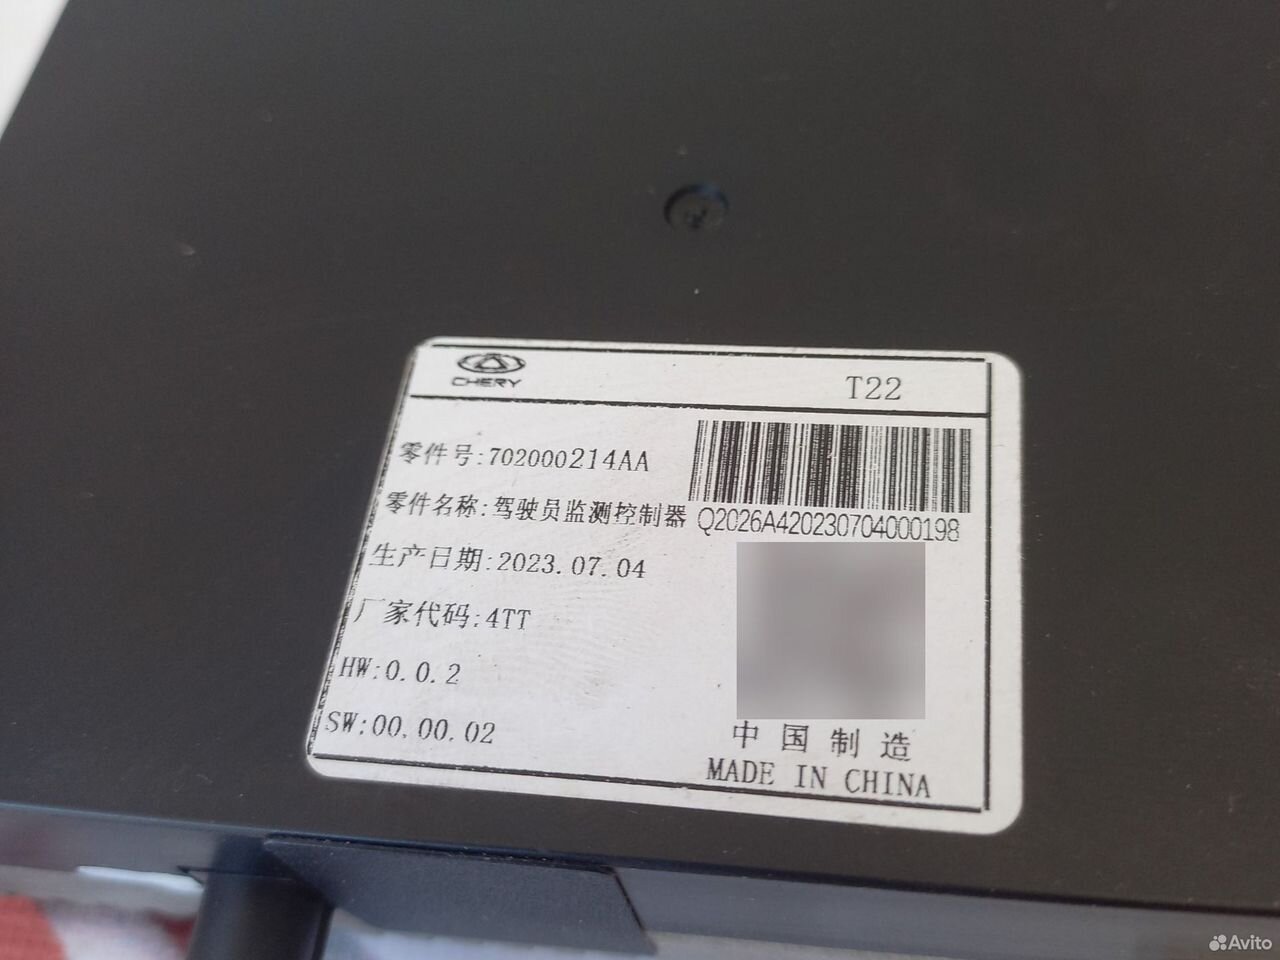 CHERY
T22
零件号:702000214AA
零件名称:驾驶员监测控制器
Q2026A420230704000198
生产日期:2023.07.04
厂家代码:4TT
HW:0.0.2
SW:00.00.02
中国制造
MADE IN CHINA
Avito